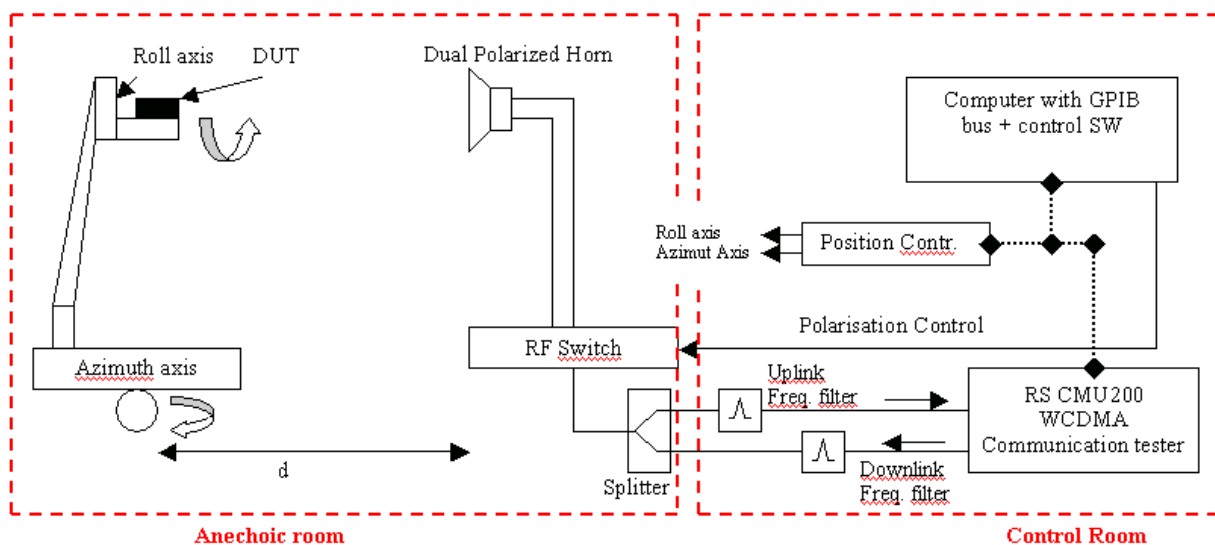 Roll axis
DUT
Dual Polarized Horn
Computer with GPIB
bus + control SW
Roll axis
Azimut Axis
Position Contr.
Polarisation Control
RF Switch
Azimuth axis
Uplink
Freq. filter
RS CMU200
WCDMA
Communication tester
d
Splitter
Downlink
Freq. filter
Anechoic room
Control Room